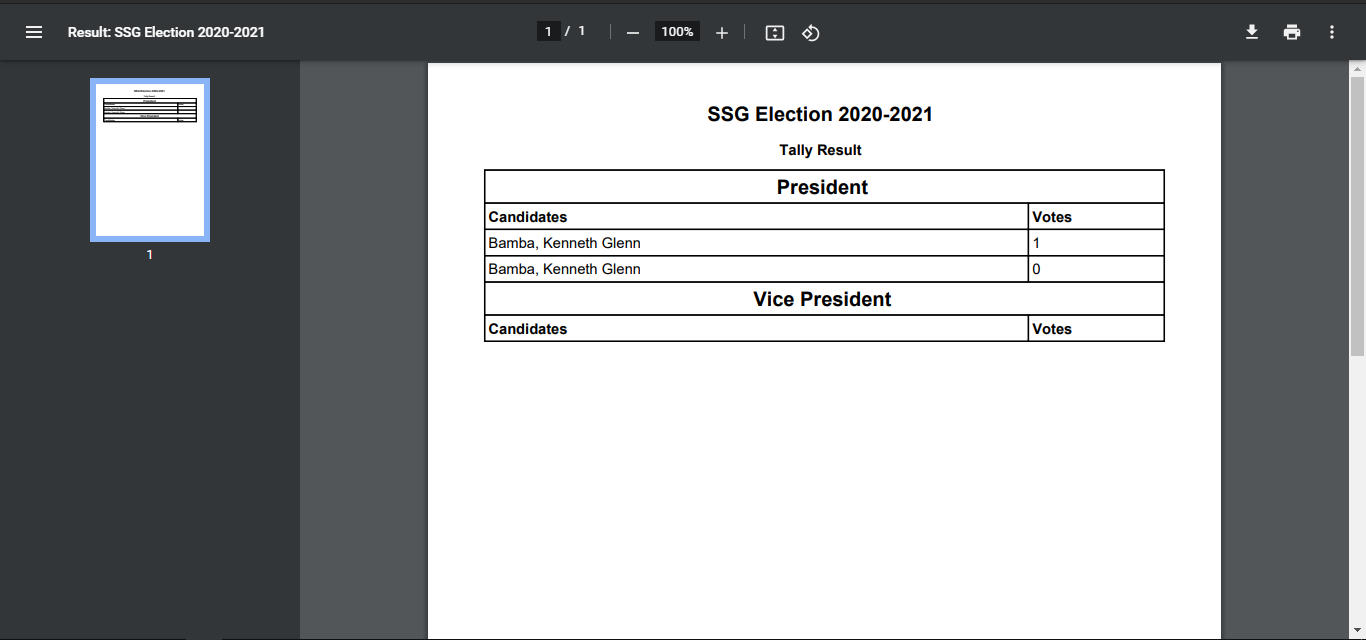 Result: SSG Election 2020-2021
1 / 1
100%
1
SSG Election 2020-2021
Tally Result
President
Candidates Votes
Bamba, Kenneth Glenn 1
Bamba, Kenneth Glenn 0
Vice President
Candidates Votes